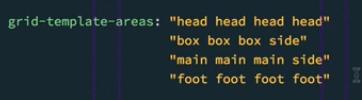 grid-template-areas: "head head head head"
"box box box side"
"main main main side"
"foot foot foot foot"